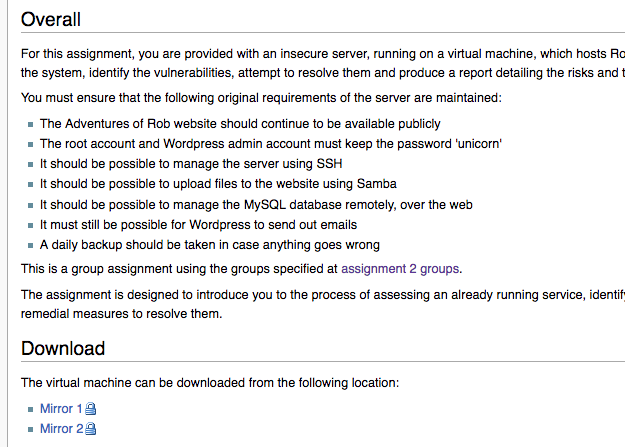 Overall
For this assignment, you are provided with an insecure server, running on a virtual machine, which hosts Ro
the system, identify the vulnerabilities, attempt to resolve them and produce a report detailing the risks and t
You must ensure that the following original requirements of the server are maintained:
The Adventures of Rob website should continue to be available publicly
The root account and Wordpress admin account must keep the password 'unicorn'
It should be possible to manage the server using SSH
It should be possible to upload files to the website using Samba
It should be possible to manage the MySQL database remotely, over the web
It must still be possible for Wordpress to send out emails
A daily backup should be taken in case anything goes wrong
This is a group assignment using the groups specified at assignment 2 groups.
The assignment is designed to introduce you to the process of assessing an already running service, identify
remedial measures to resolve them.
Download
The virtual machine can be downloaded from the following location:
Mirror 1
Mirror 2